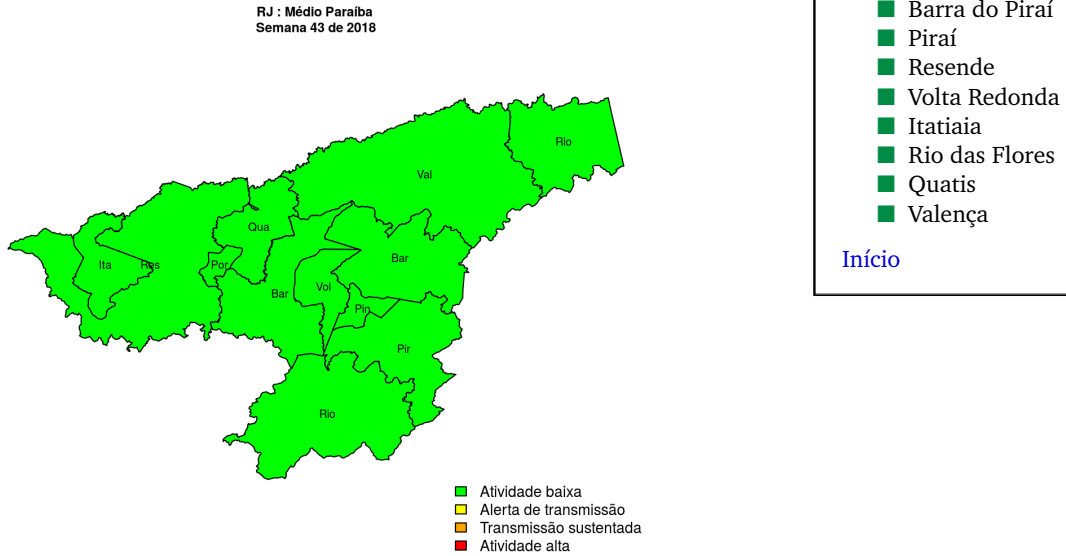 RJ : Médio Paraíba
Semana 43 de 2018
Rio
Val
Qua
Ita
Res
Por
Bar
Bar
Vol
Pin
Pir
Rio
Atividade baixa
Alerta de transmissão
Transmissão sustentada
Atividade alta
Barra do Piraí
Piraí
Resende
Volta Redonda
Itatiaia
Rio das Flores
Quatis
Valença
Início